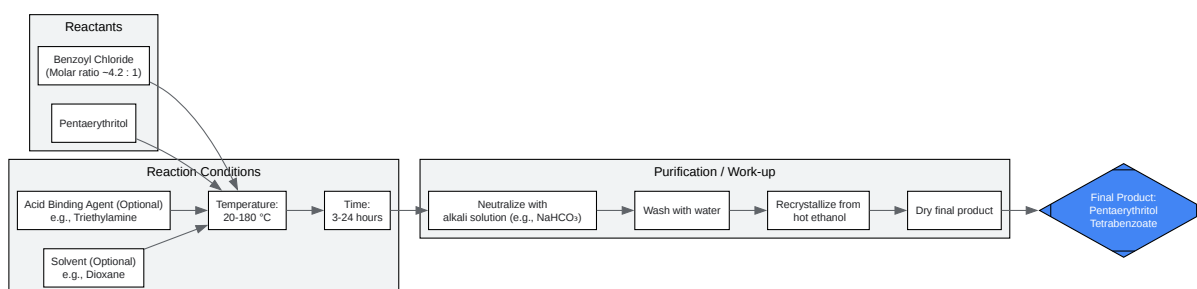 Reactants
Benzoyl Chloride
(Molar ratio ~4.2 : 1)
Pentaerythritol
Reaction Conditions
Acid Binding Agent (Optional)
e.g., Triethylamine
Temperature:
20-180 °C
Time:
3-24 hours
Solvent (Optional)
e.g., Dioxane
Purification / Work-up
Neutralize with
alkali solution (e.g., NaHCO₃)
Wash with water
Recrystallize from
hot ethanol
Dry final product
Final Product:
Pentaerythritol
Tetrabenzoate